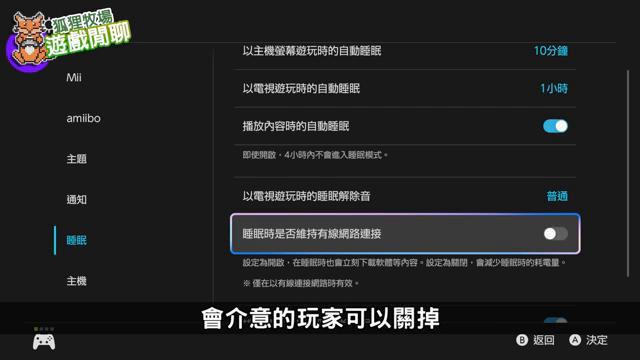 狐狸牧場
遊戲閒聊
以主機螢幕遊玩時的自動睡眠 10分鐘
Mii
以電視遊玩時的自動睡眠 1小時
amiibo
播放內容時的自動睡眠
即使開啟，4小時內不會進入睡眠模式。
主題
通知
以電視遊玩時的睡眠解除音 普通
睡眠
睡眠時是否維持有線網路連接
設定為開啟，在睡眠時也會立刻下載軟體等內容。設定為關閉，會減少睡眠時的耗電量。
主機
※ 僅在以有線連接網路時有效。
會介意的玩家可以關掉
B 返回 A 決定